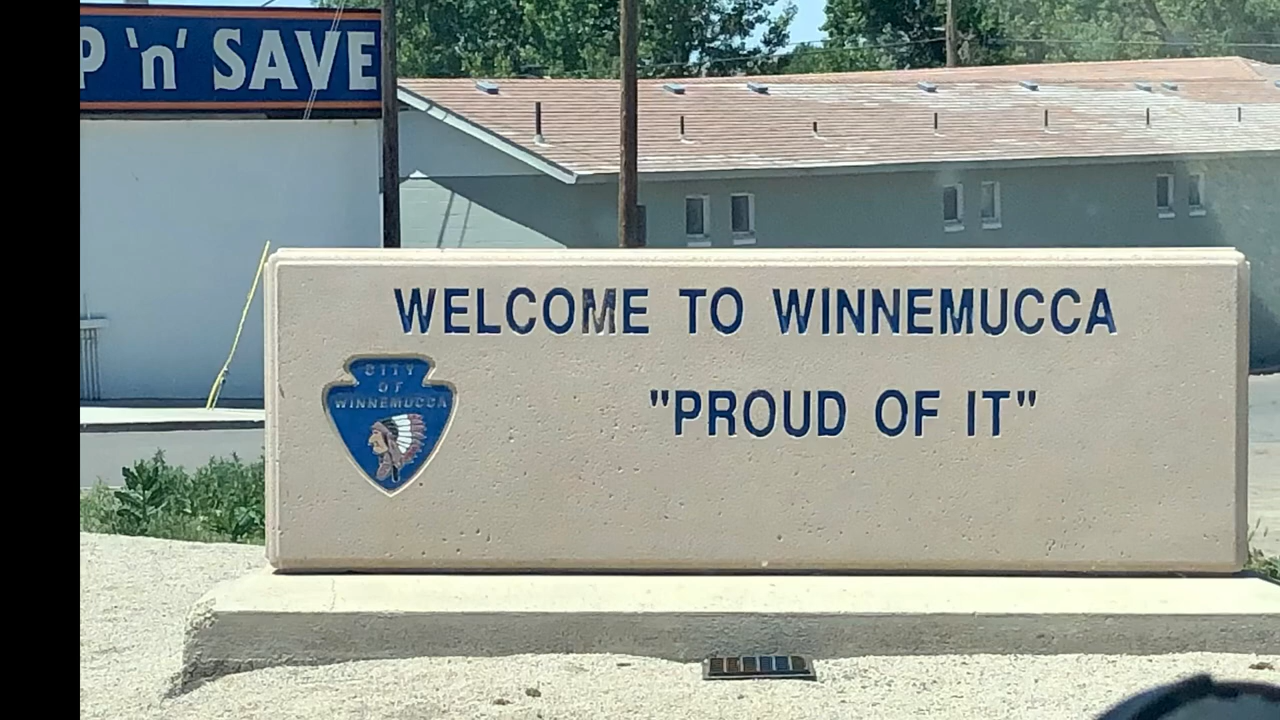 P 'n' SAVE
WELCOME TO WINNEMUCCA
CITY
OF
WINNEMUCCA
"PROUD OF IT"